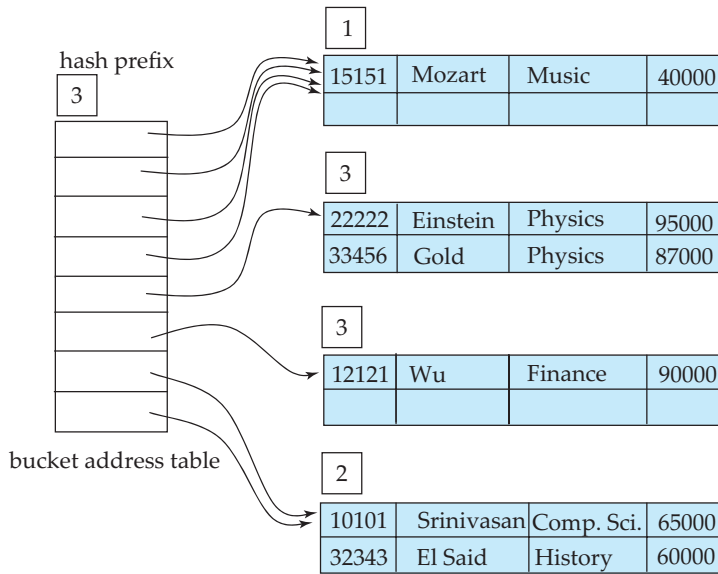 hash prefix
3
bucket address table
1
15151 Mozart Music 40000
3
22222 Einstein Physics 95000
33456 Gold Physics 87000
3
12121 Wu Finance 90000
2
10101 Srinivasan Comp. Sci. 65000
32343 El Said History 60000